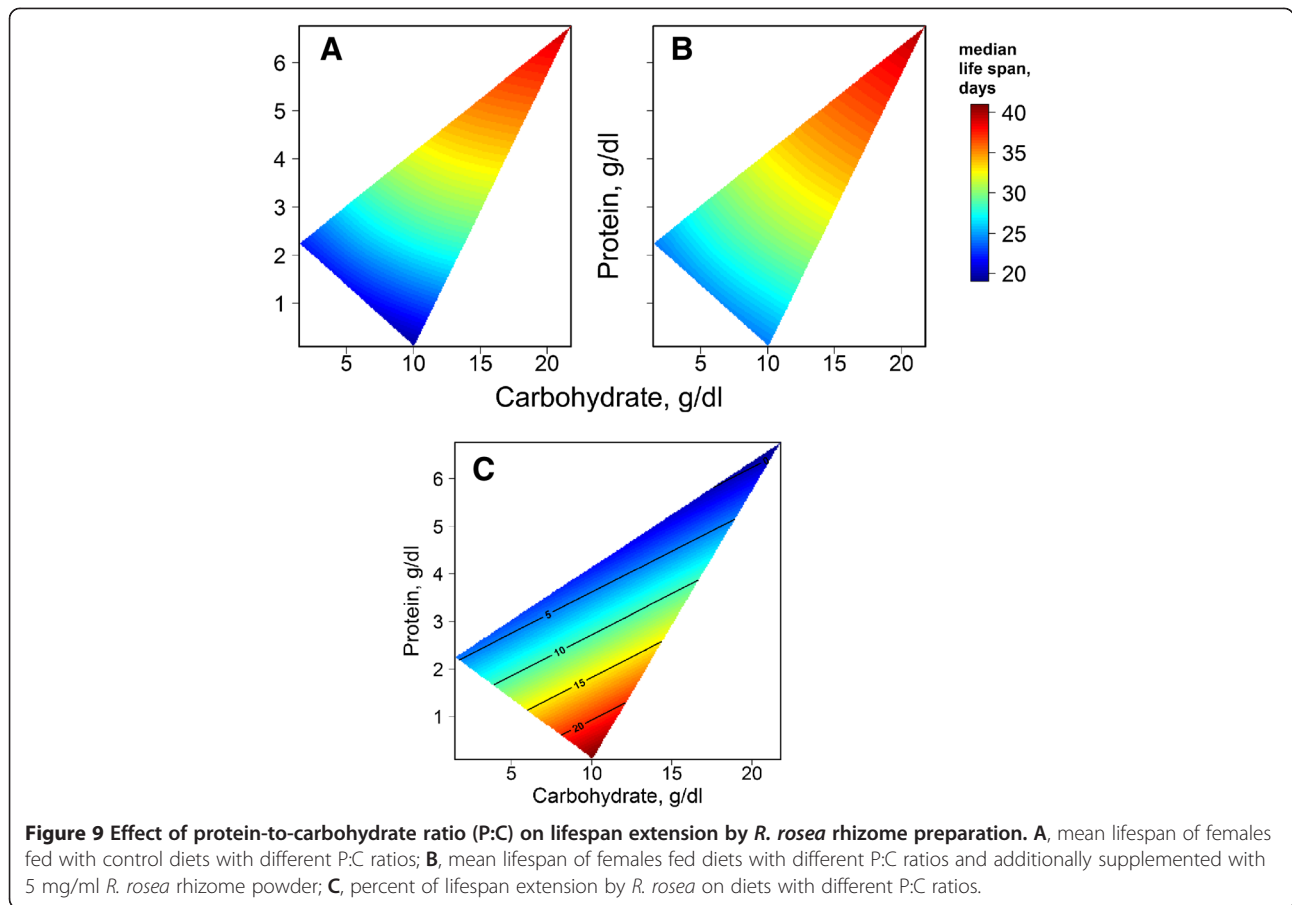 A
B
median
life span,
days
6
5
4
3
2
1
Protein, g/dl
40
35
30
25
20
5 10 15 20
5 10 15 20
Carbohydrate, g/dl
C
6
5
4
3
2
1
Protein, g/dl
5
10
15
20
5 10 15 20
Carbohydrate, g/dl
Figure 9 Effect of protein-to-carbohydrate ratio (P:C) on lifespan extension by R. rosea rhizome preparation. A, mean lifespan of females
fed with control diets with different P:C ratios; B, mean lifespan of females fed diets with different P:C ratios and additionally supplemented with
5 mg/ml R. rosea rhizome powder; C, percent of lifespan extension by R. rosea on diets with different P:C ratios.